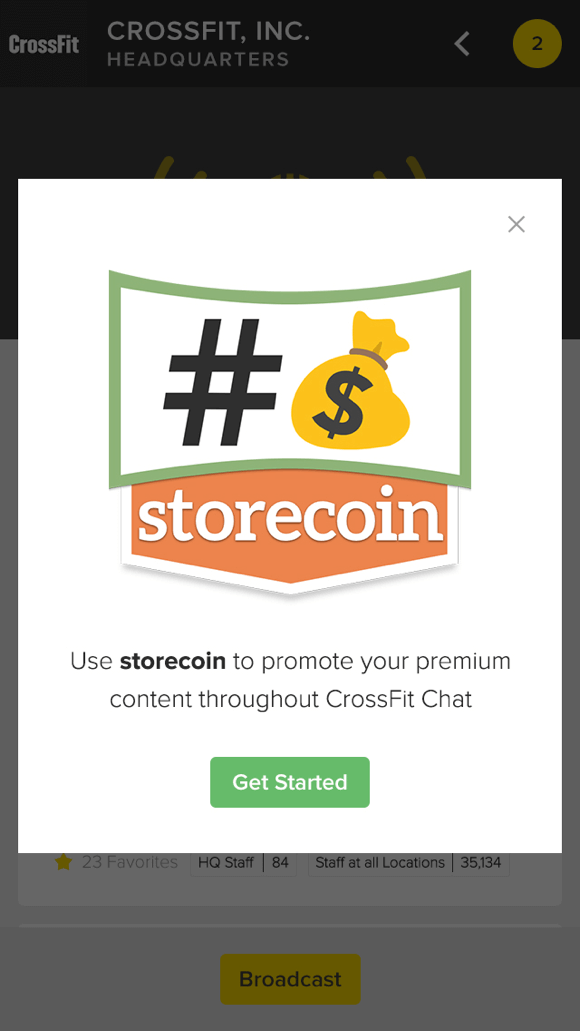 CrossFit
CROSSFIT, INC.
HEADQUARTERS
2
#$
storecoin
Use storecoin to promote your premium
content throughout CrossFit Chat
Get Started
23 Favorites HQ Staff | 84 Staff at all Locations | 35,134
Broadcast